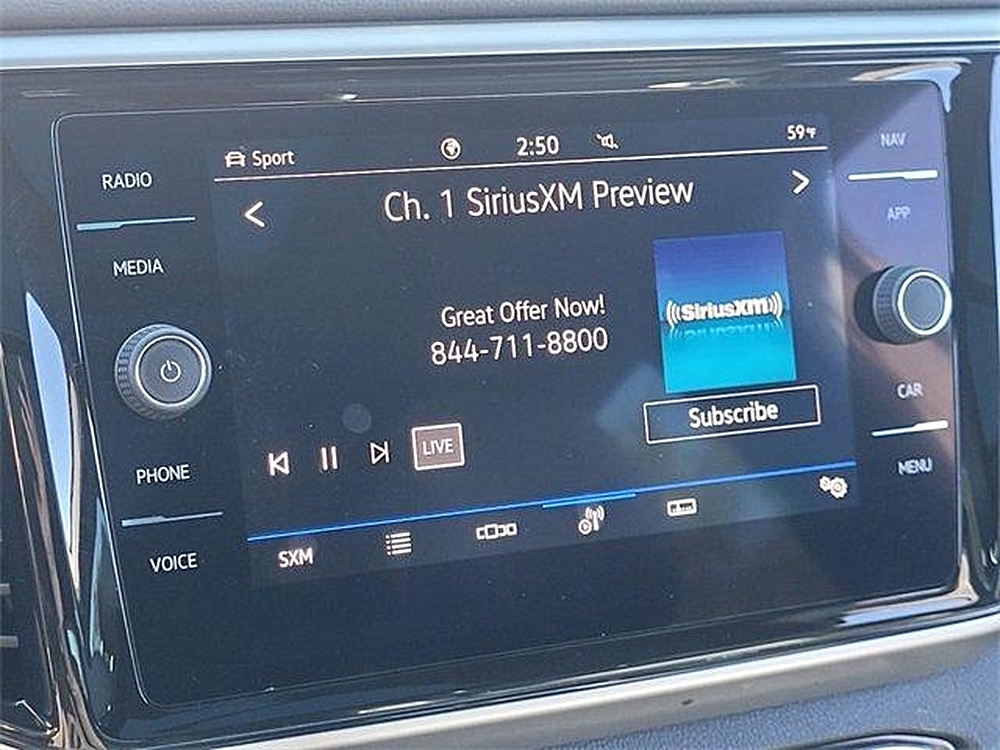 Sport 2:50 59°F
Ch. 1 SiriusXM Preview
Great Offer Now!
844-711-8800
((SiriusXM))
Subscribe
LIVE
SXM
RADIO
MEDIA
PHONE
VOICE
NAV
APP
CAR
MENU